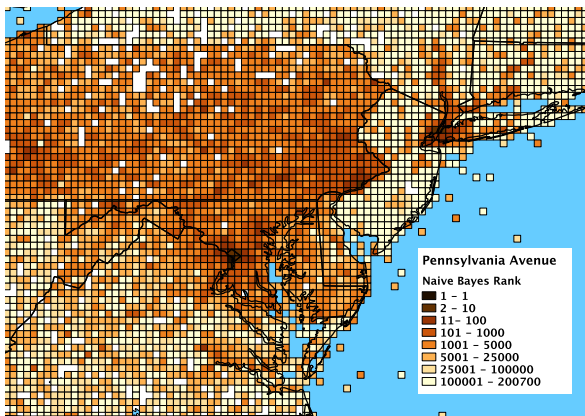 Pennsylvania Avenue
Naive Bayes Rank
1 - 1
2 - 10
11- 100
101 - 1000
1001 - 5000
5001 - 25000
25001 - 100000
100001 - 200700